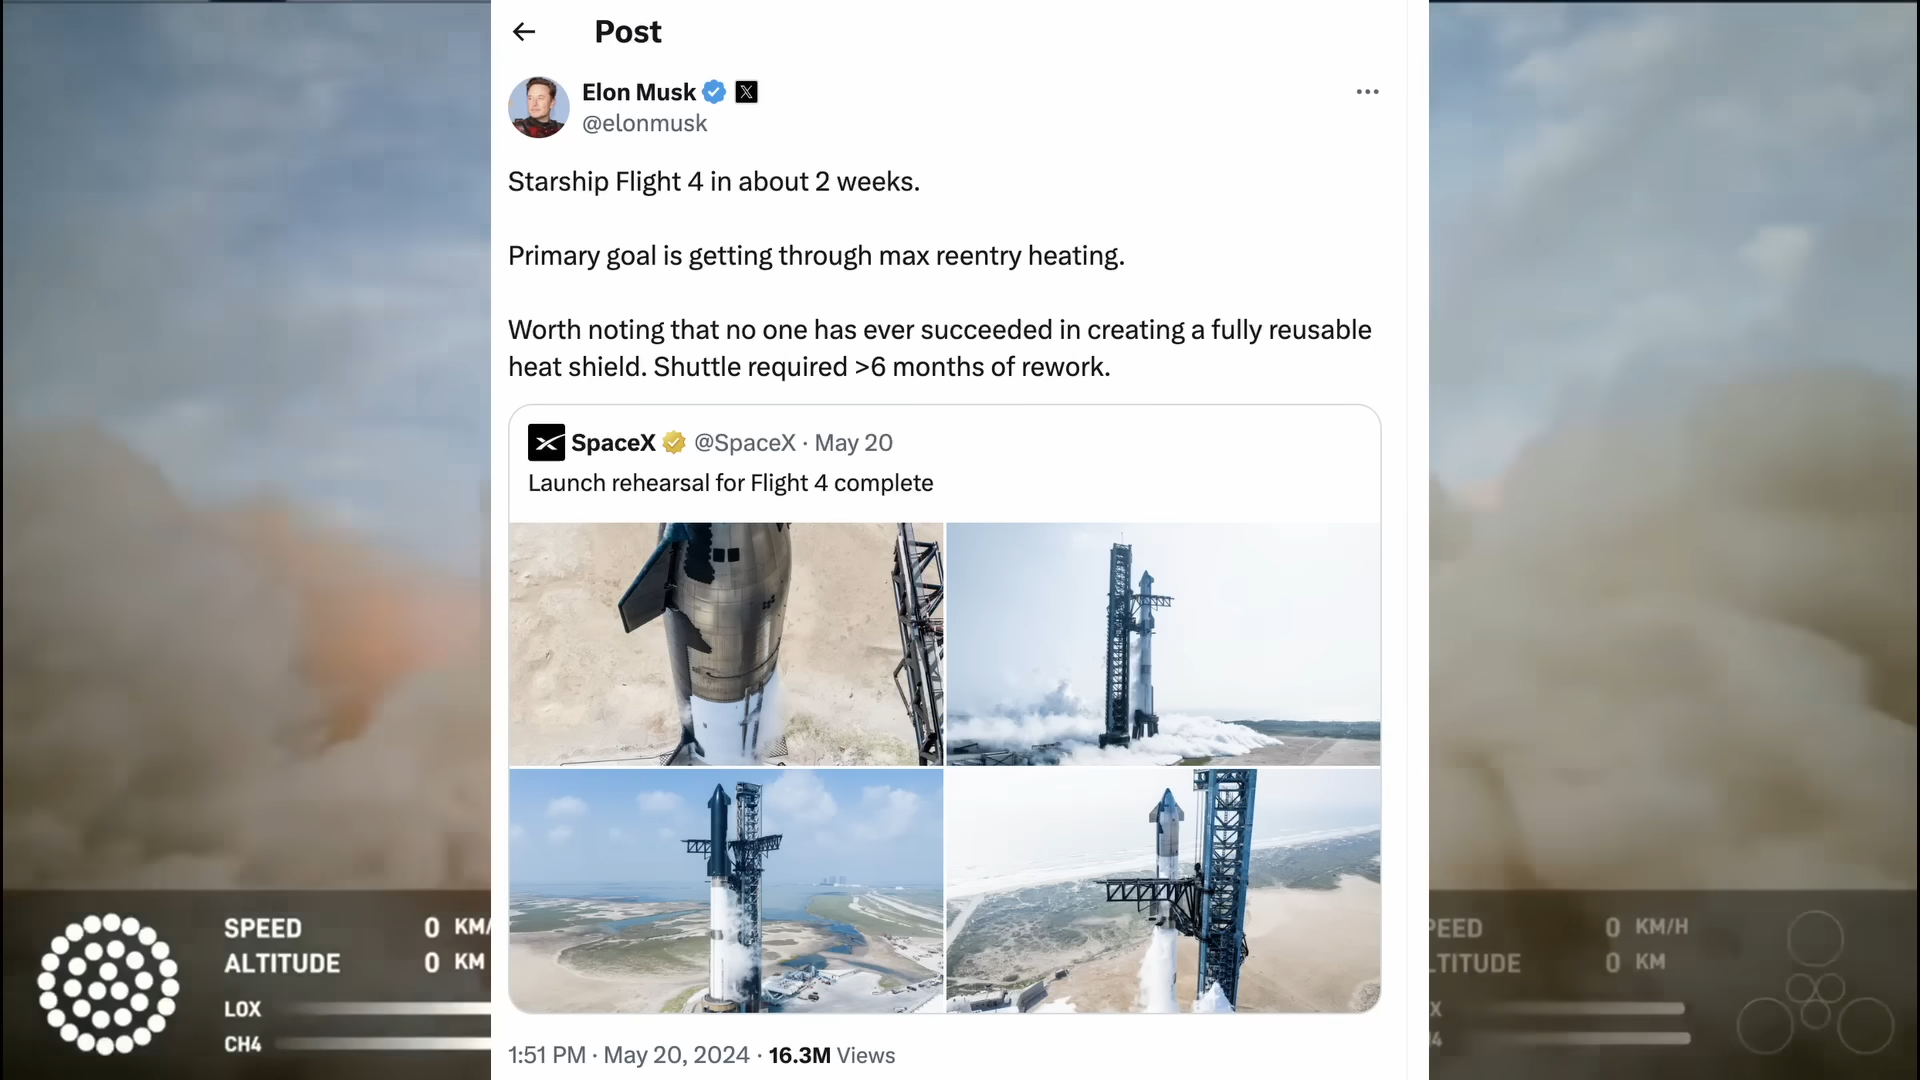 Post
Elon Musk
@elonmusk
Starship Flight 4 in about 2 weeks.
Primary goal is getting through max reentry heating.
Worth noting that no one has ever succeeded in creating a fully reusable
heat shield. Shuttle required >6 months of rework.
SpaceX @SpaceX · May 20
Launch rehearsal for Flight 4 complete
1:51 PM · May 20, 2024 · 16.3M Views
SPEED 0 KM/
ALTITUDE 0 KM
LOX
CH4
PEED 0 KM/H
LTITUDE 0 KM
X
4